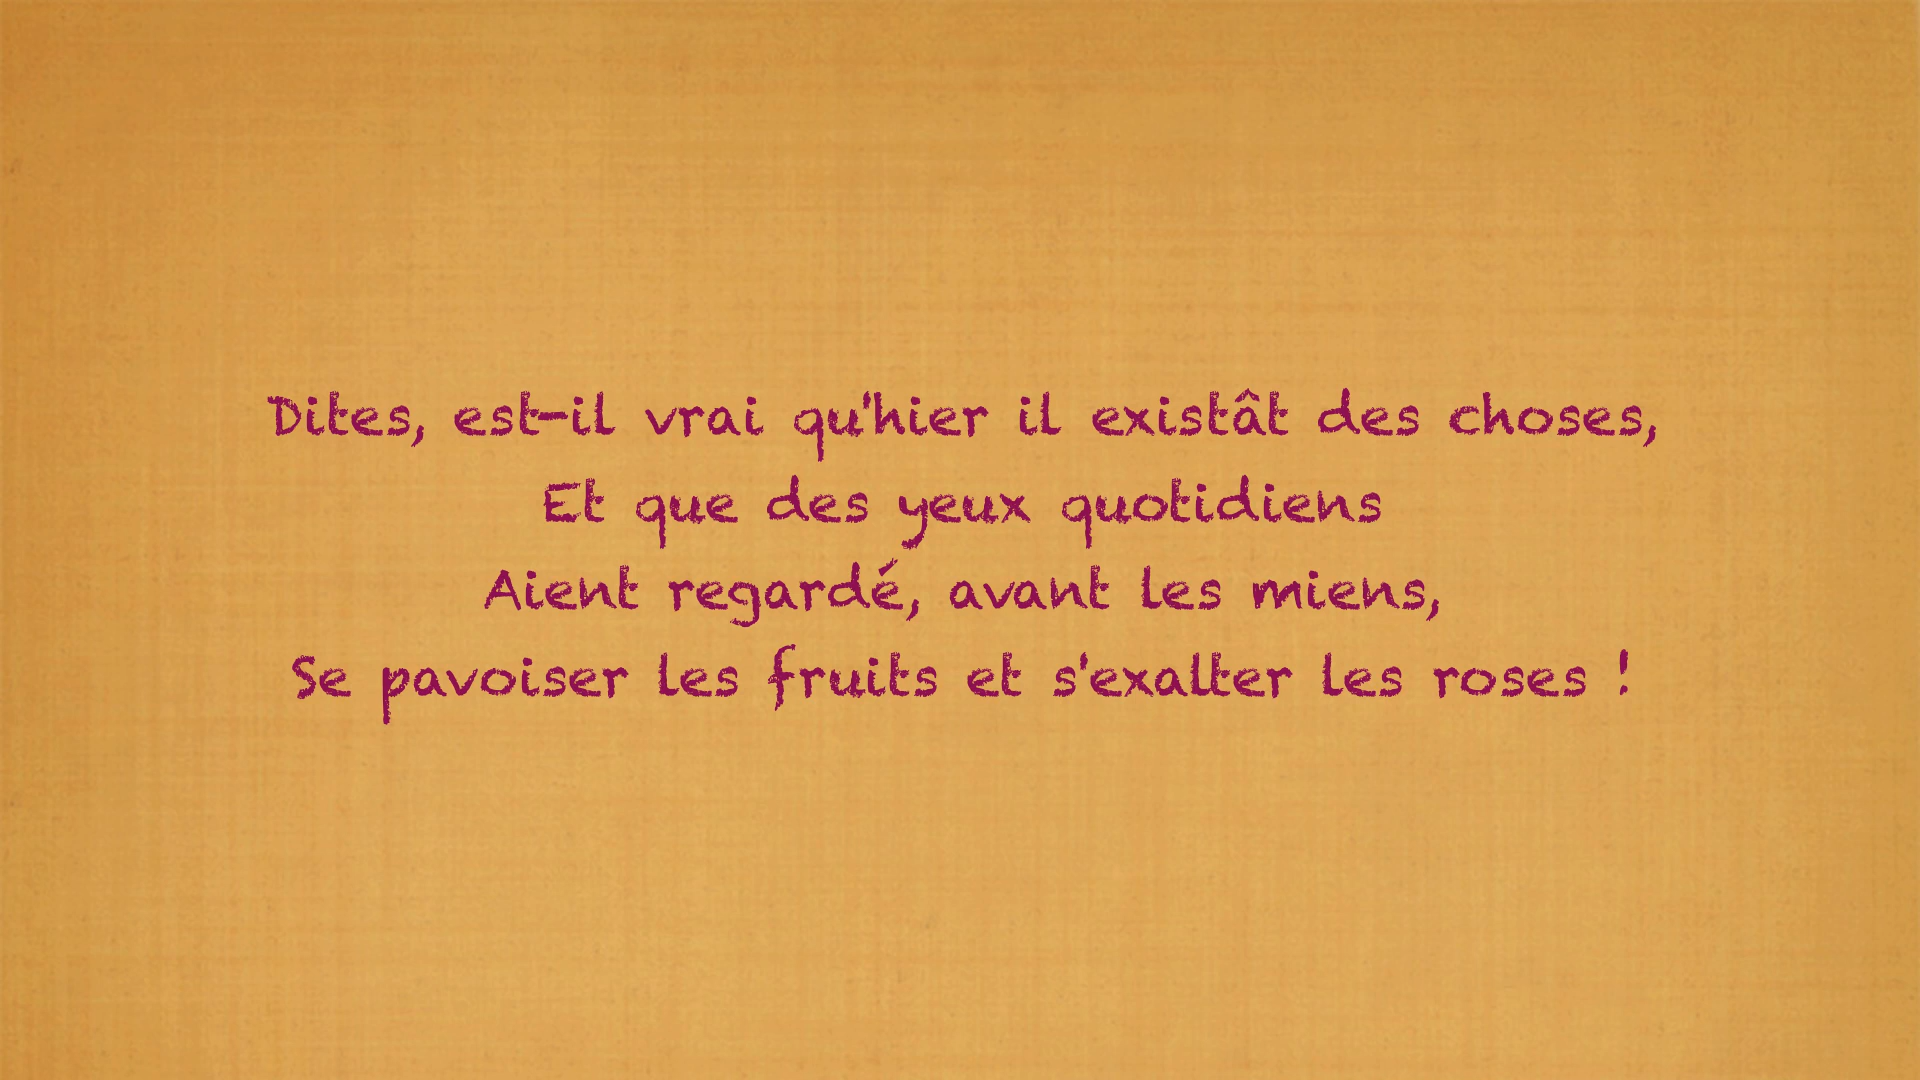 Dites, est-il vrai qu'hier il existât des choses,
Et que des yeux quotidiens
Aient regardé, avant les miens,
Se pavoiser les fruits et s'exalter les roses !